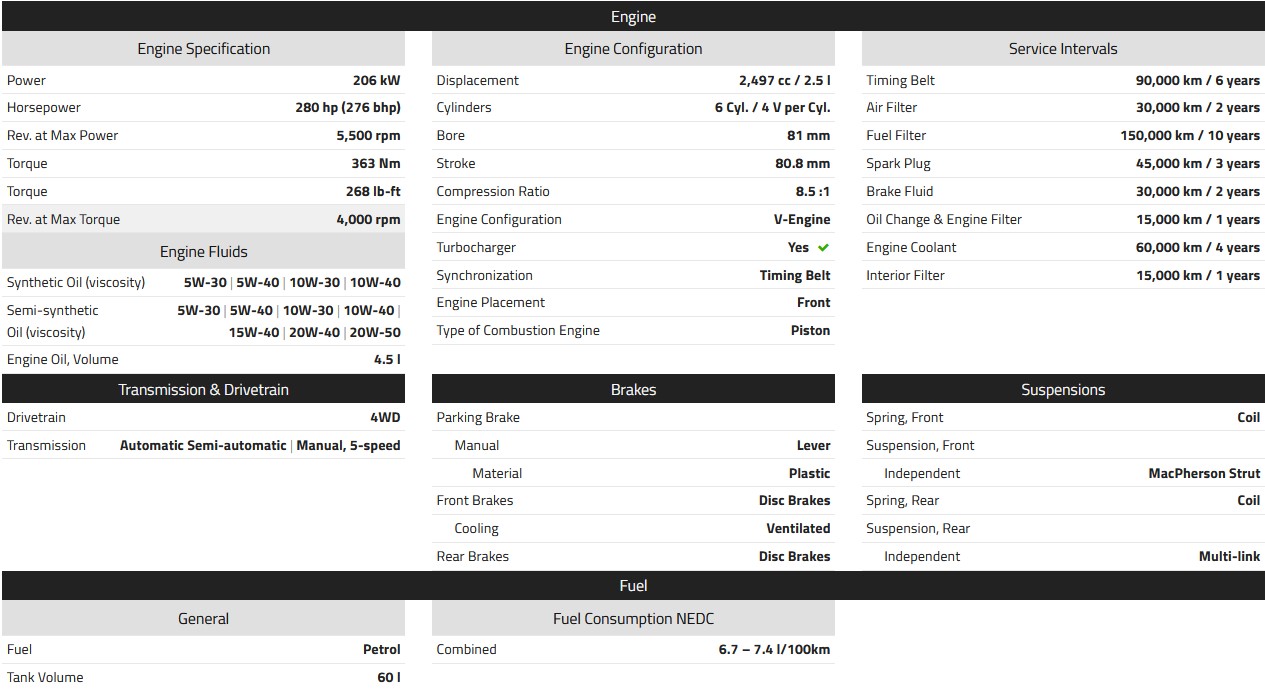 Engine
Engine Specification
Power 206 kW
Horsepower 280 hp (276 bhp)
Rev. at Max Power 5,500 rpm
Torque 363 Nm
Torque 268 lb-ft
Rev. at Max Torque 4,000 rpm
Engine Fluids
Synthetic Oil (viscosity) 5W-30 | 5W-40 | 10W-30 | 10W-40
Semi-synthetic 5W-30 | 5W-40 | 10W-30 | 10W-40 |
Oil (viscosity) 15W-40 | 20W-40 | 20W-50
Engine Oil, Volume 4.5 l
Engine Configuration
Displacement 2,497 cc / 2.5 l
Cylinders 6 Cyl. / 4 V per Cyl.
Bore 81 mm
Stroke 80.8 mm
Compression Ratio 8.5 :1
Engine Configuration V-Engine
Turbocharger Yes ✔
Synchronization Timing Belt
Engine Placement Front
Type of Combustion Engine Piston
Service Intervals
Timing Belt 90,000 km / 6 years
Air Filter 30,000 km / 2 years
Fuel Filter 150,000 km / 10 years
Spark Plug 45,000 km / 3 years
Brake Fluid 30,000 km / 2 years
Oil Change & Engine Filter 15,000 km / 1 years
Engine Coolant 60,000 km / 4 years
Interior Filter 15,000 km / 1 years
Transmission & Drivetrain
Drivetrain 4WD
Transmission Automatic Semi-automatic | Manual, 5-speed
Brakes
Parking Brake
Manual Lever
Material Plastic
Front Brakes Disc Brakes
Cooling Ventilated
Rear Brakes Disc Brakes
Suspensions
Spring, Front Coil
Suspension, Front
Independent MacPherson Strut
Spring, Rear Coil
Suspension, Rear
Independent Multi-link
Fuel
General
Fuel Petrol
Tank Volume 60 l
Fuel Consumption NEDC
Combined 6.7 – 7.4 l/100km